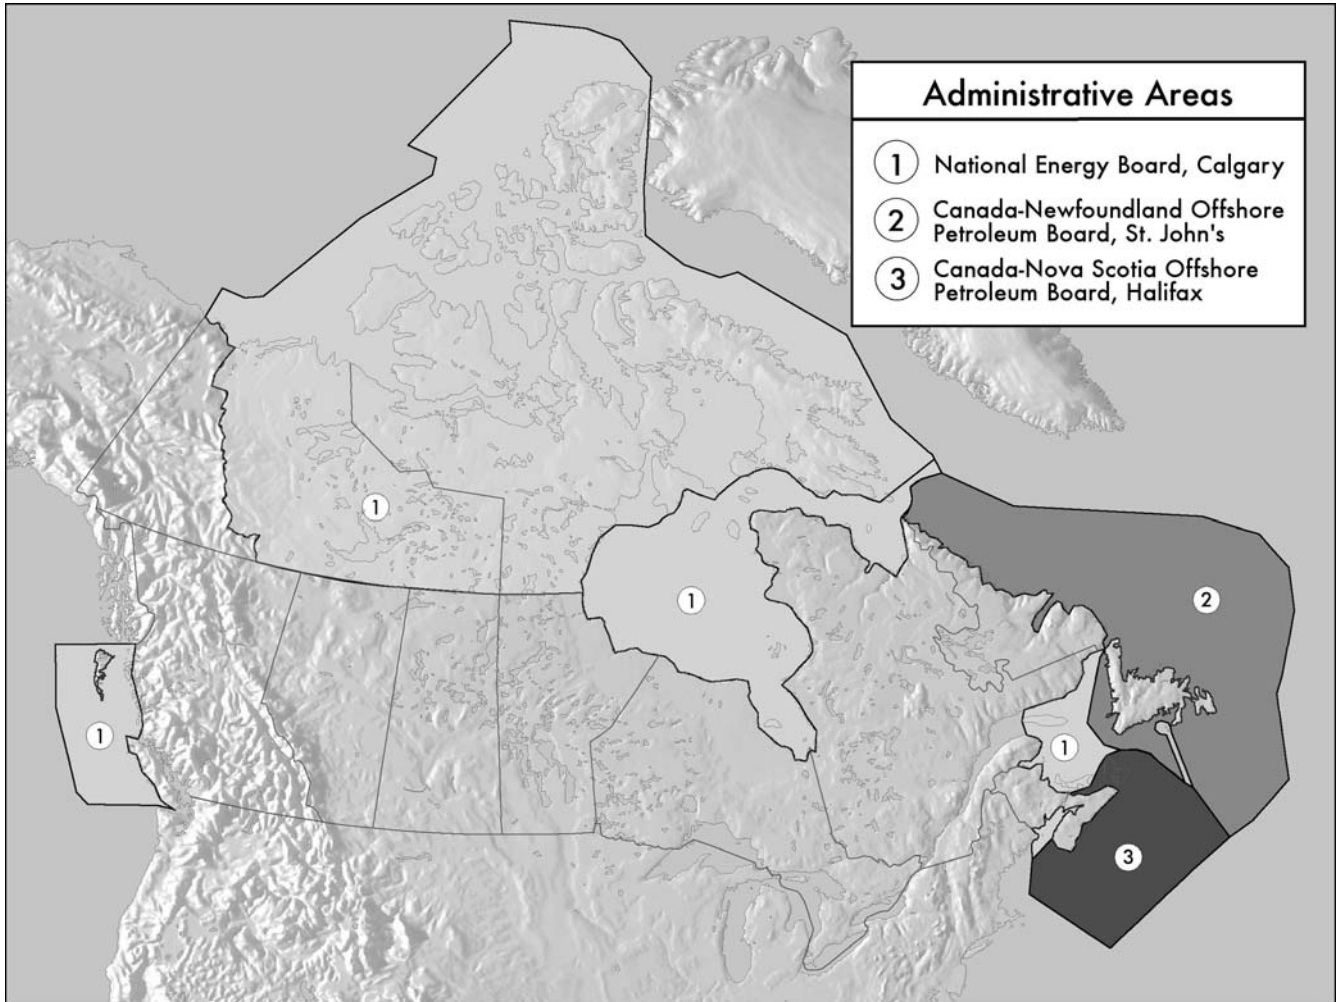 Administrative Areas
1 National Energy Board, Calgary
2 Canada-Newfoundland Offshore
Petroleum Board, St. John's
3 Canada-Nova Scotia Offshore
Petroleum Board, Halifax
1
1
2
1
1
3